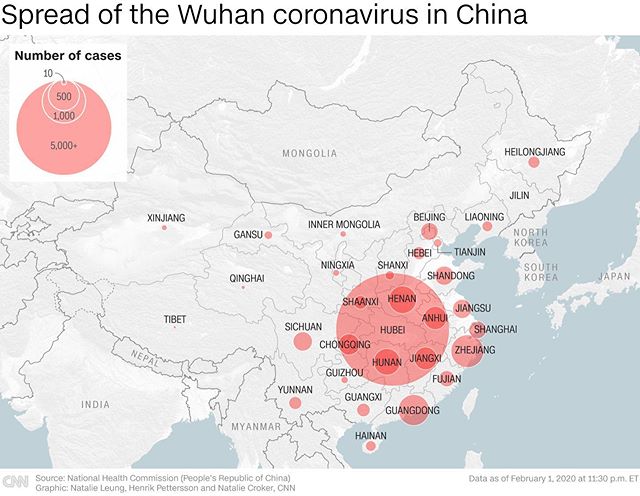 Spread of the Wuhan coronavirus in China
Number of cases
10
500
1,000
5,000+
MONGOLIA
HEILONGJIANG
JILIN
XINJIANG
GANSU
INNER MONGOLIA
BEIJING
LIAONING
NORTH
KOREA
HEBEI
TIANJIN
QINGHAI
NINGXIA
SHANXI
SHANDONG
SOUTH
KOREA
JAPAN
TIBET
SHAANXI
HENAN
JIANGSU
ANHUI
SICHUAN
HUBEI
SHANGHAI
CHONGQING
ZHEJIANG
NEPAL
HUNAN
JIANGXI
GUIZHOU
FUJIAN
YUNNAN
INDIA
GUANGXI
GUANGDONG
MYANMAR
HAINAN
CNN
Source: National Health Commission (People's Republic of China)
Graphic: Natalie Leung, Henrik Pettersson and Natalie Croker, CNN
Data as of February 1, 2020 at 11:30 p.m. ET